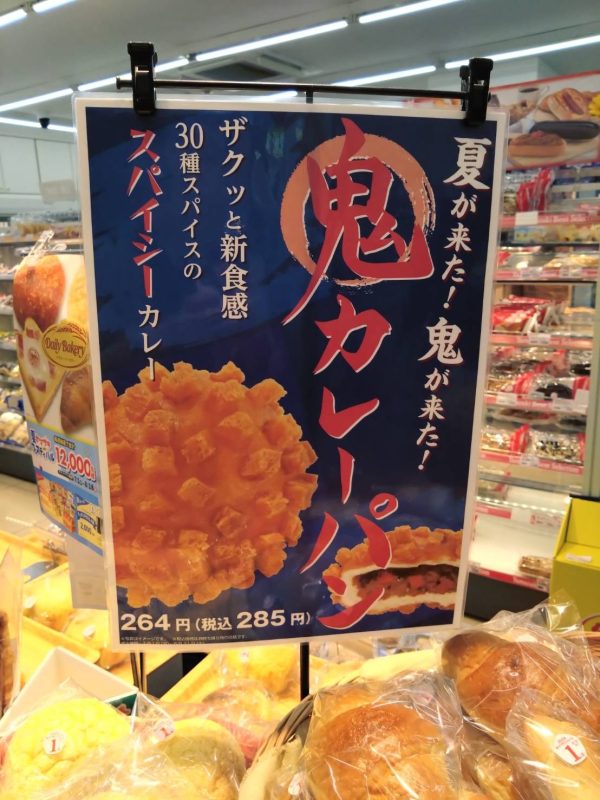 夏が来た!鬼が来た!
鬼カレーパン
ザクッと新食感
30種スパイスの
スパイシーカレー
264円(税込285円)
Daily Bakery
12,000